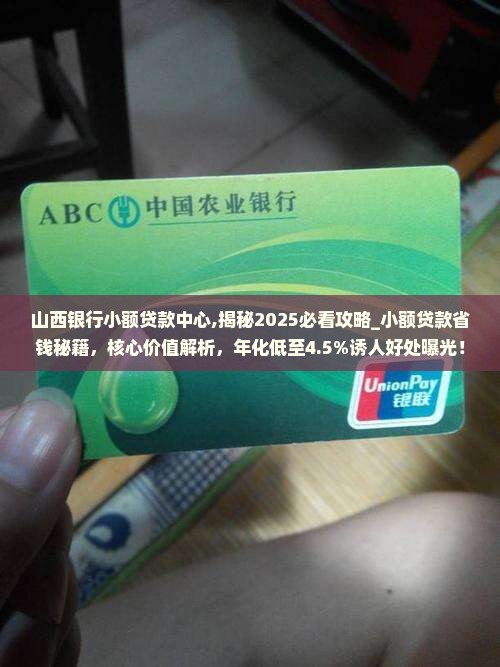 ABC 中国农业银行
山西银行小额贷款中心,揭秘2025必看攻略_小额贷款省
钱秘籍，核心价值解析，年化低至4.5%诱人好处曝光！
UnionPay
银联